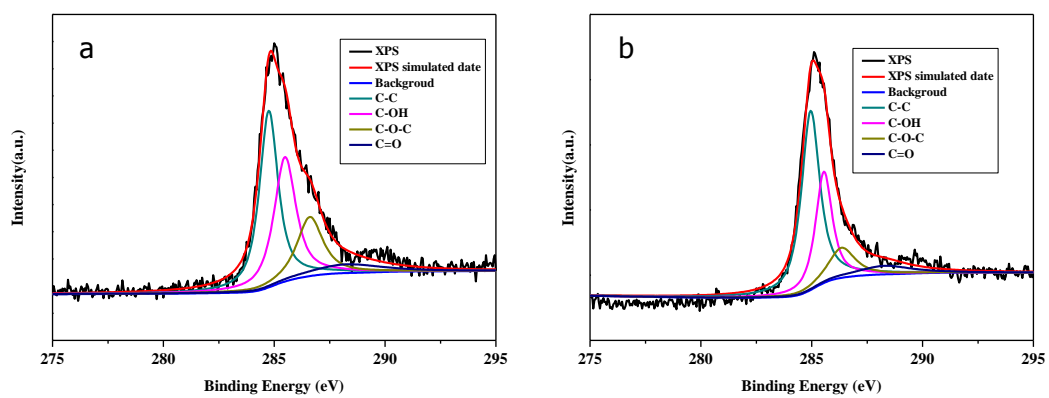 a
XPS
XPS simulated date
Backgroud
C-C
C-OH
C-O-C
C=O
Intensity(a.u.)
275 280 285 290 295
Binding Energy (eV)
b
XPS
XPS simulated date
Backgroud
C-C
C-OH
C-O-C
C=O
Intensity(a.u.)
275 280 285 290 295
Binding Energy (eV)